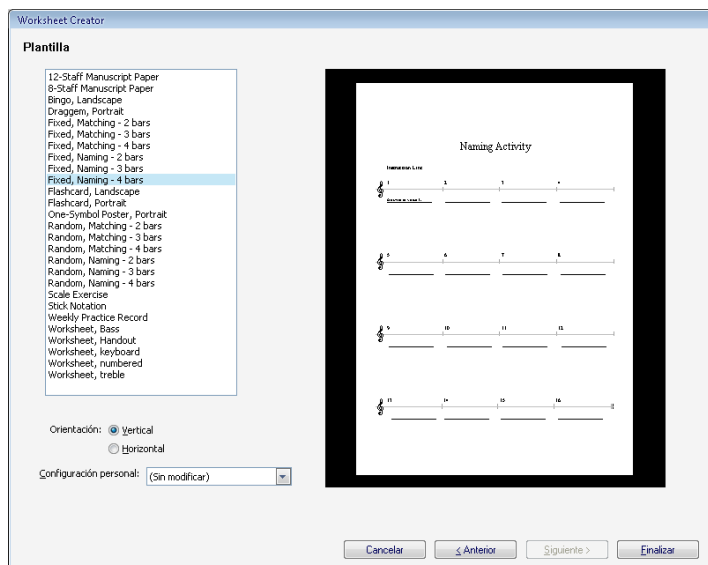 Worksheet Creator
Plantilla
12-Staff Manuscript Paper
8-Staff Manuscript Paper
Bingo, Landscape
Draggem, Portrait
Fixed, Matching - 2 bars
Fixed, Matching - 3 bars
Fixed, Matching - 4 bars
Fixed, Naming - 2 bars
Fixed, Naming - 3 bars
Fixed, Naming - 4 bars
Flashcard, Landscape
Flashcard, Portrait
One-Symbol Poster, Portrait
Random, Matching - 2 bars
Random, Matching - 3 bars
Random, Matching - 4 bars
Random, Naming - 2 bars
Random, Naming - 3 bars
Random, Naming - 4 bars
Scale Exercise
Stick Notation
Weekly Practice Record
Worksheet, Bass
Worksheet, Handout
Worksheet, keyboard
Worksheet, numbered
Worksheet, treble
Orientación: Vertical
Horizontal
Configuración personal: (Sin modificar)
Naming Activity
1 2 3 4
5 6 7 8
9 10 11 12
13 14 15 16
Cancelar < Anterior Siguiente > Finalizar